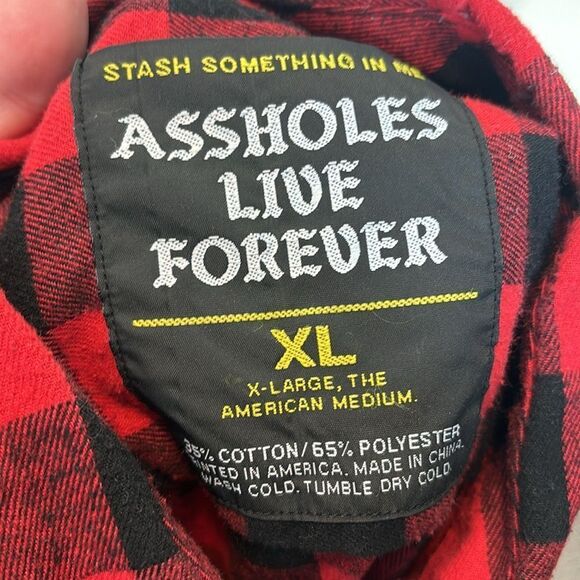 STASH SOMETHING IN ME
ASSHOLES
LIVE
FOREVER
XL
X-LARGE, THE
AMERICAN MEDIUM.
35% COTTON/65% POLYESTER
PRINTED IN AMERICA. MADE IN CHINA.
WASH COLD. TUMBLE DRY COLD.